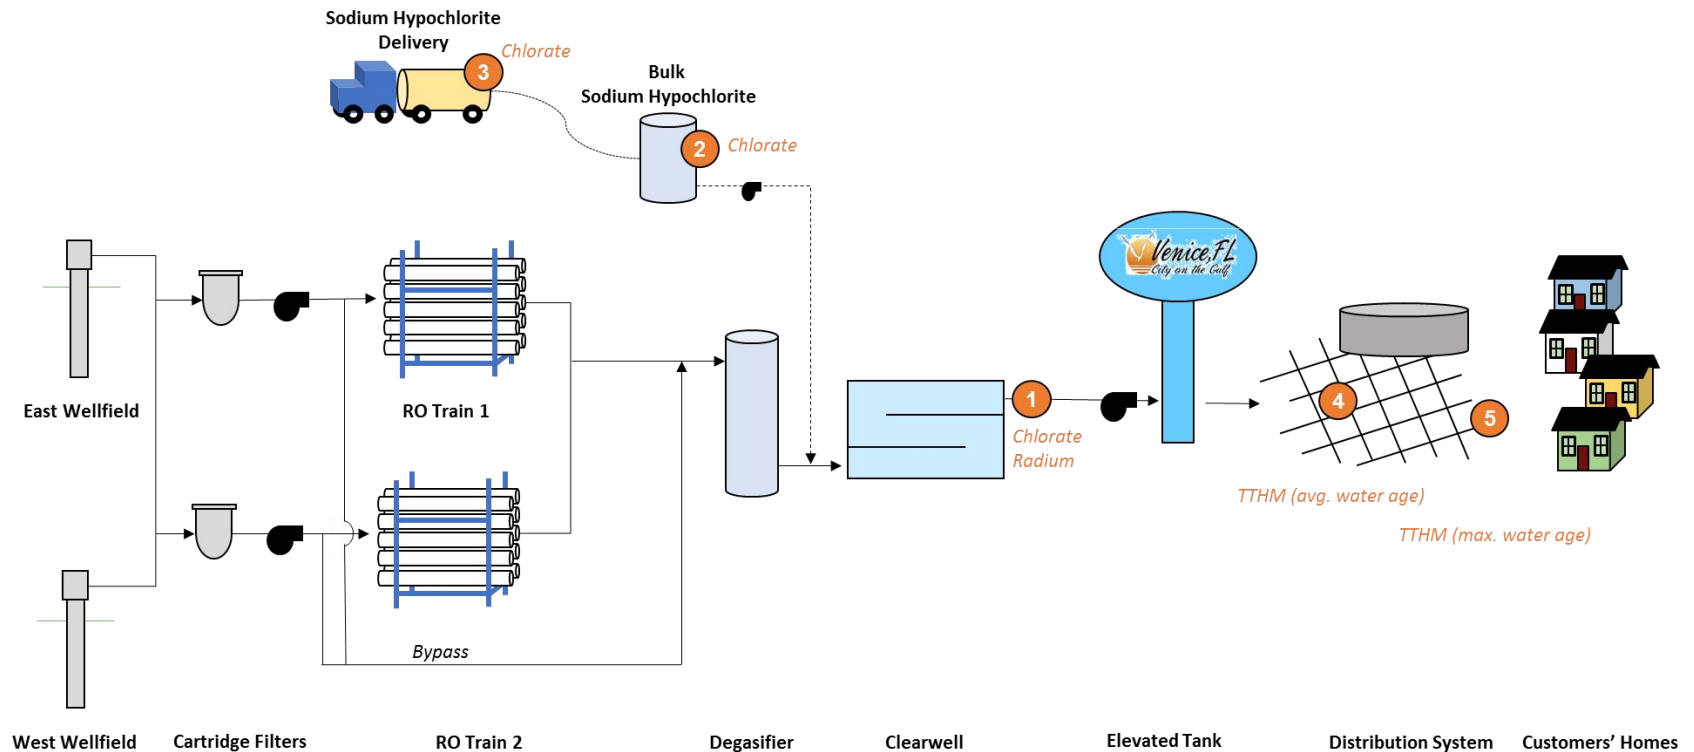 Sodium Hypochlorite
Delivery
3
Chlorate
Bulk
Sodium Hypochlorite
2
Chlorate
Venice, FL
City on the Gulf
East Wellfield
RO Train 1
1
Chlorate
Radium
4
5
TTHM (avg. water age)
TTHM (max. water age)
Bypass
West Wellfield
Cartridge Filters
RO Train 2
Degasifier
Clearwell
Elevated Tank
Distribution System
Customers' Homes